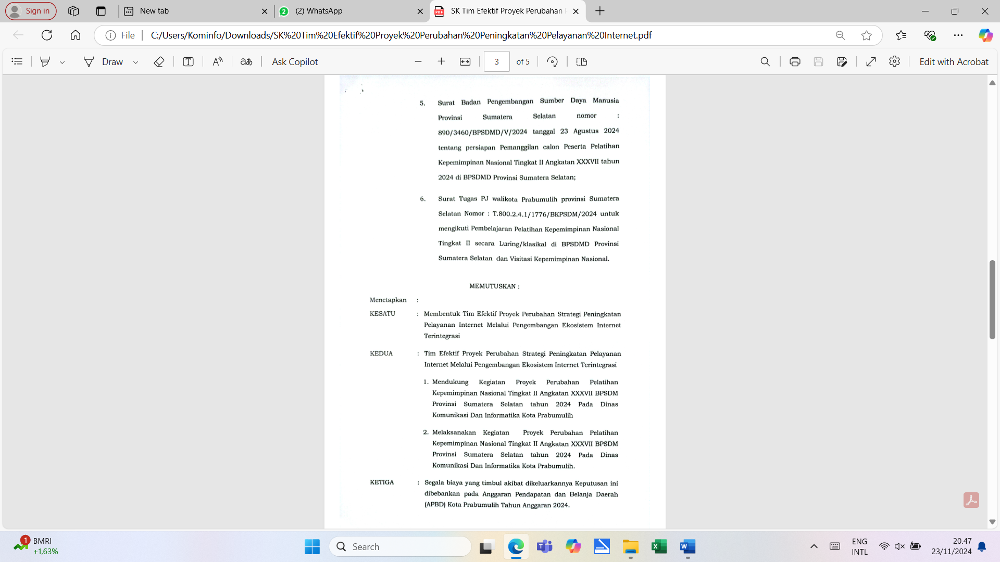 Sign in
New tab
(2) WhatsApp
SK Tim Efektif Proyek Perubahan P
File
C:/Users/Kominfo/Downloads/SK%20Tim%20Efektif%20Proyek%20Perubahan%20Peningkatan%20Pelayanan%20Internet.pdf
Draw
Ask Copilot
3 of 5
Edit with Acrobat
5. Surat Badan Pengembangan Sumber Daya Manusia
Provinsi Sumatera Selatan nomor :
890/3460/BPSDMD/V/2024 tanggal 23 Agustus 2024
tentang persiapan Pemanggilan calon Peserta Pelatihan
Kepemimpinan Nasional Tingkat II Angkatan XXXVII tahun
2024 di BPSDMD Provinsi Sumatera Selatan;
6. Surat Tugas PJ walikota Prabumulih provinsi Sumatera
Selatan Nomor : T.800.2.4.1/1776/BKPSDM/2024 untuk
mengikuti Pembelajaran Pelatihan Kepemimpinan Nasional
Tingkat II secara Luring/klasikal di BPSDMD Provinsi
Sumatera Selatan dan Visitasi Kepemimpinan Nasional.
MEMUTUSKAN :
Menetapkan :
KESATU : Membentuk Tim Efektif Proyek Perubahan Strategi Peningkatan
Pelayanan Internet Melalui Pengembangan Ekosistem Internet
Terintegrasi
KEDUA : Tim Efektif Proyek Perubahan Strategi Peningkatan Pelayanan
Internet Melalui Pengembangan Ekosistem Internet Terintegrasi
1. Mendukung Kegiatan Proyek Perubahan Pelatihan
Kepemimpinan Nasional Tingkat II Angkatan XXXVII BPSDM
Provinsi Sumatera Selatan tahun 2024 Pada Dinas
Komunikasi Dan Informatika Kota Prabumulih
2. Melaksanakan Kegiatan Proyek Perubahan Pelatihan
Kepemimpinan Nasional Tingkat II Angkatan XXXVII BPSDM
Provinsi Sumatera Selatan tahun 2024 Pada Dinas
Komunikasi Dan Informatika Kota Prabumulih.
KETIGA : Segala biaya yang timbul akibat dikeluarkannya Keputusan ini
dibebankan pada Anggaran Pendapatan dan Belanja Daerah
(APBD) Kota Prabumulih Tahun Anggaran 2024.
1
BMRI
+1,63%
Search
ENG
INTL
20.47
23/11/2024